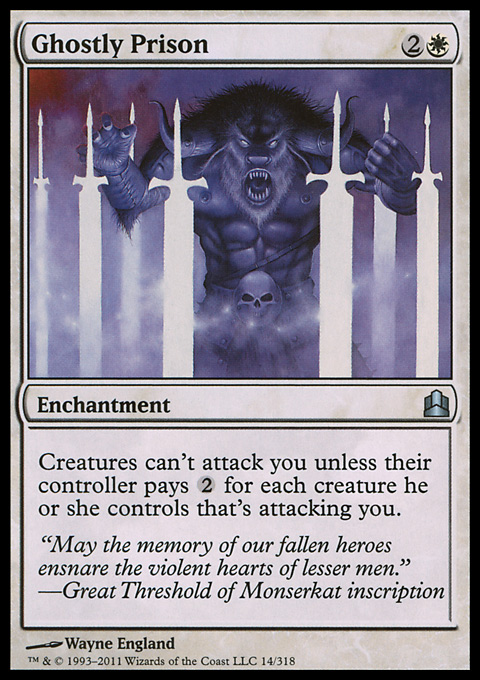 Ghostly Prison 2
Enchantment
Creatures can't attack you unless their
controller pays 2 for each creature he
or she controls that's attacking you.
"May the memory of our fallen heroes
ensnare the violent hearts of lesser men."
—Great Threshold of Monserkat inscription
Wayne England
™ & © 1993–2011 Wizards of the Coast LLC 14/318